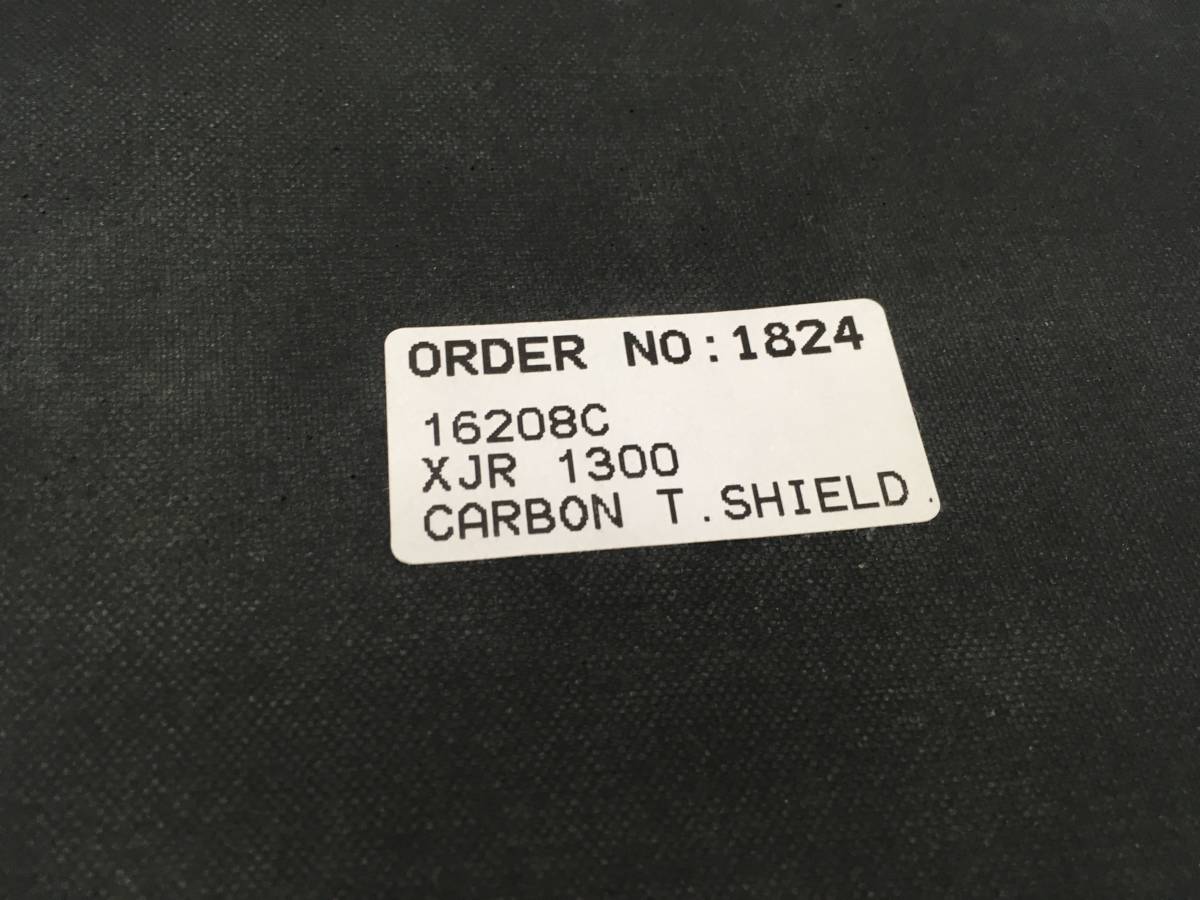 ORDER NO:1824
16208C
XJR 1300
CARBON T.SHIELD.